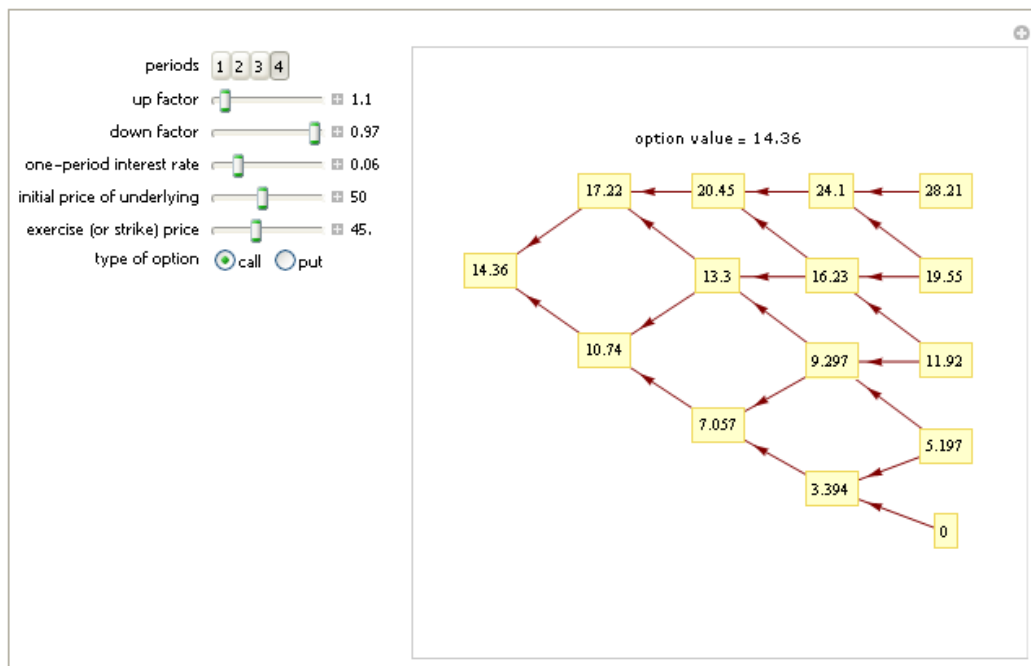 periods 1 2 3 4
up factor 1.1
down factor 0.97
one-period interest rate 0.06
initial price of underlying 50
exercise (or strike) price 45.
type of option call put
option value = 14.36
17.22 20.45 24.1 28.21
14.36 13.3 16.23 19.55
10.74 9.297 11.92
7.057 5.197
3.394
0